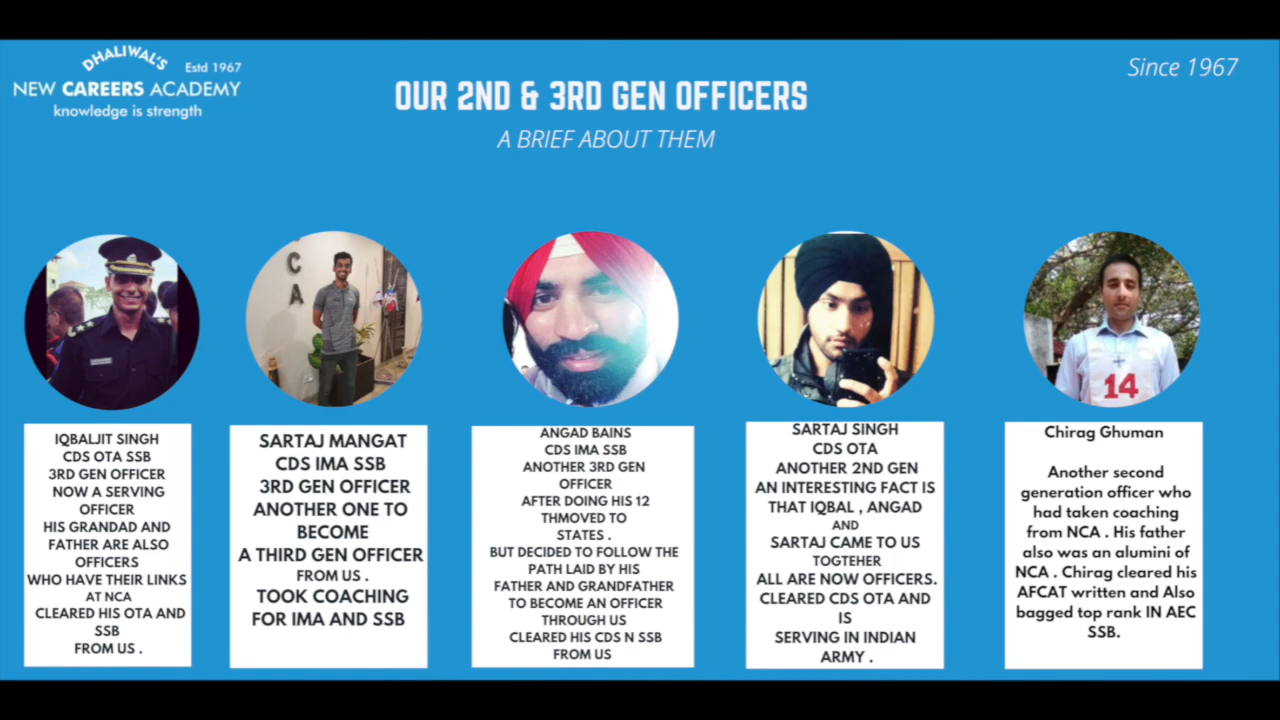 DHALIWAL'S
Estd 1967
NEW CAREERS ACADEMY
knowledge is strength
OUR 2ND & 3RD GEN OFFICERS
A BRIEF ABOUT THEM
Since 1967
C
A
14
IQBALJIT SINGH
CDS OTA SSB
3RD GEN OFFICER
NOW A SERVING
OFFICER
HIS GRANDAD AND
FATHER ARE ALSO
OFFICERS
WHO HAVE THEIR LINKS
AT NCA
CLEARED HIS OTA AND
SSB
FROM US .
SARTAJ MANGAT
CDS IMA SSB
3RD GEN OFFICER
ANOTHER ONE TO
BECOME
A THIRD GEN OFFICER
FROM US .
TOOK COACHING
FOR IMA AND SSB
ANGAD BAINS
CDS IMA SSB
ANOTHER 3RD GEN
OFFICER
AFTER DOING HIS 12
THMOVED TO
STATES .
BUT DECIDED TO FOLLOW THE
PATH LAID BY HIS
FATHER AND GRANDFATHER
TO BECOME AN OFFICER
THROUGH US
CLEARED HIS CDS N SSB
FROM US
SARTAJ SINGH
CDS OTA
ANOTHER 2ND GEN
AN INTERESTING FACT IS
THAT IQBAL , ANGAD
AND
SARTAJ CAME TO US
TOGTEHER
ALL ARE NOW OFFICERS.
CLEARED CDS OTA AND
IS
SERVING IN INDIAN
ARMY .
Chirag Ghuman
Another second
generation officer who
had taken coaching
from NCA . His father
also was an alumini of
NCA . Chirag cleared his
AFCAT written and Also
bagged top rank IN AEC
SSB.